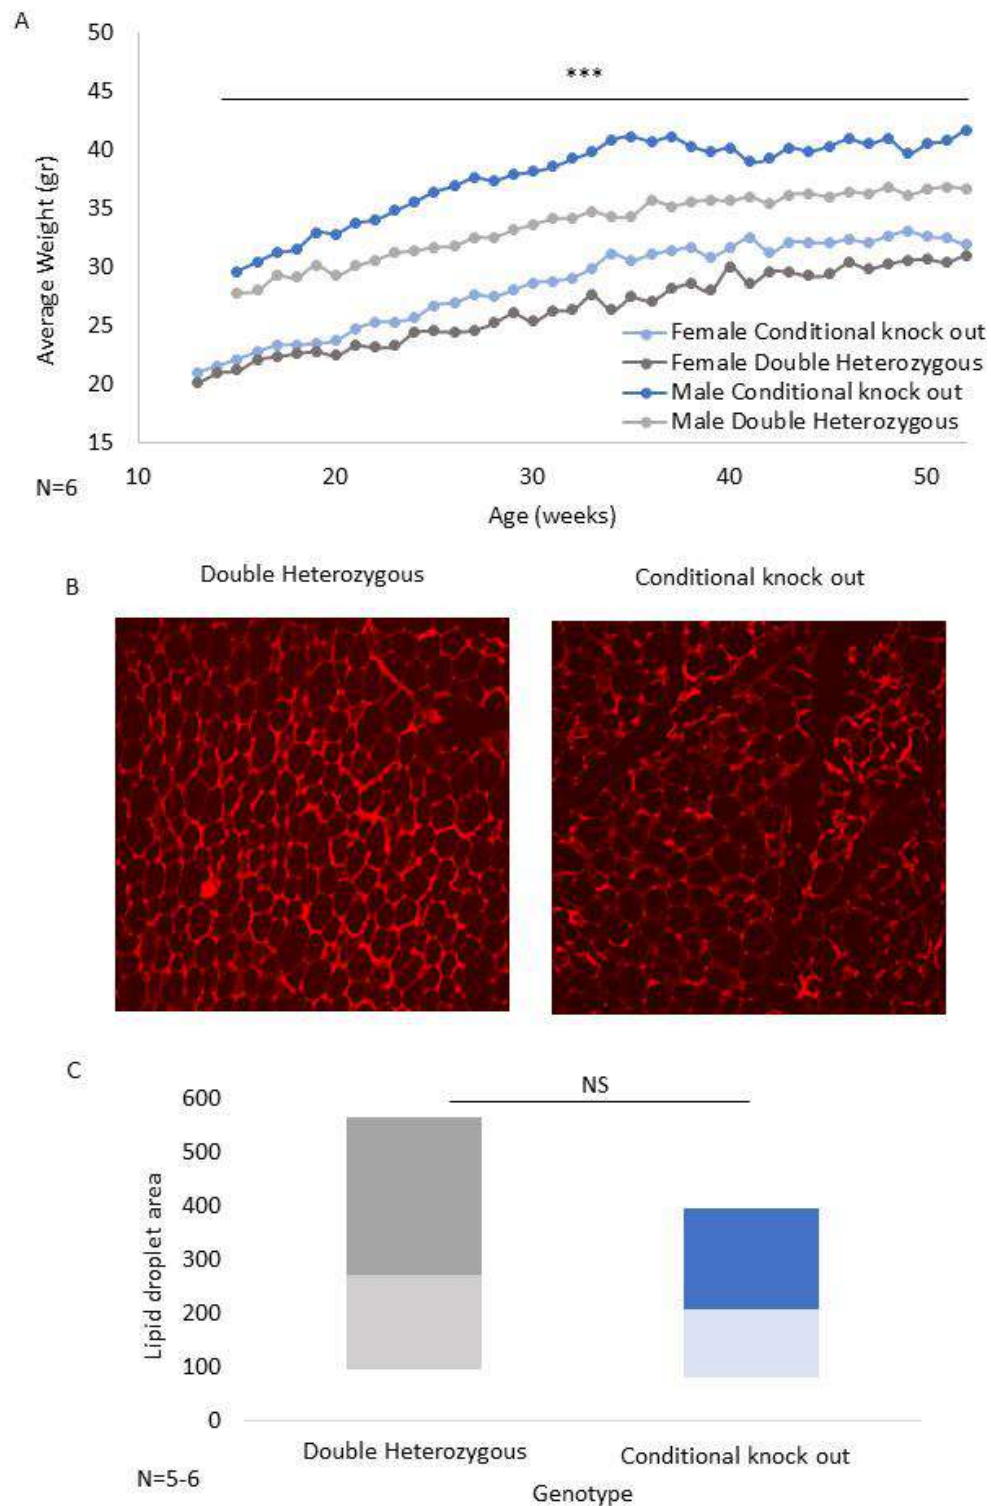 A
50
***
45
40
35
30
25
20
15
Average Weight (gr)
Female Conditional knock out
Female Double Heterozygous
Male Conditional knock out
Male Double Heterozygous
10 20 30 40 50
N=6
Age (weeks)
B
Double Heterozygous
Conditional knock out
C
NS
600
500
400
300
200
100
0
Lipid droplet area
Double Heterozygous
Conditional knock out
N=5-6
Genotype